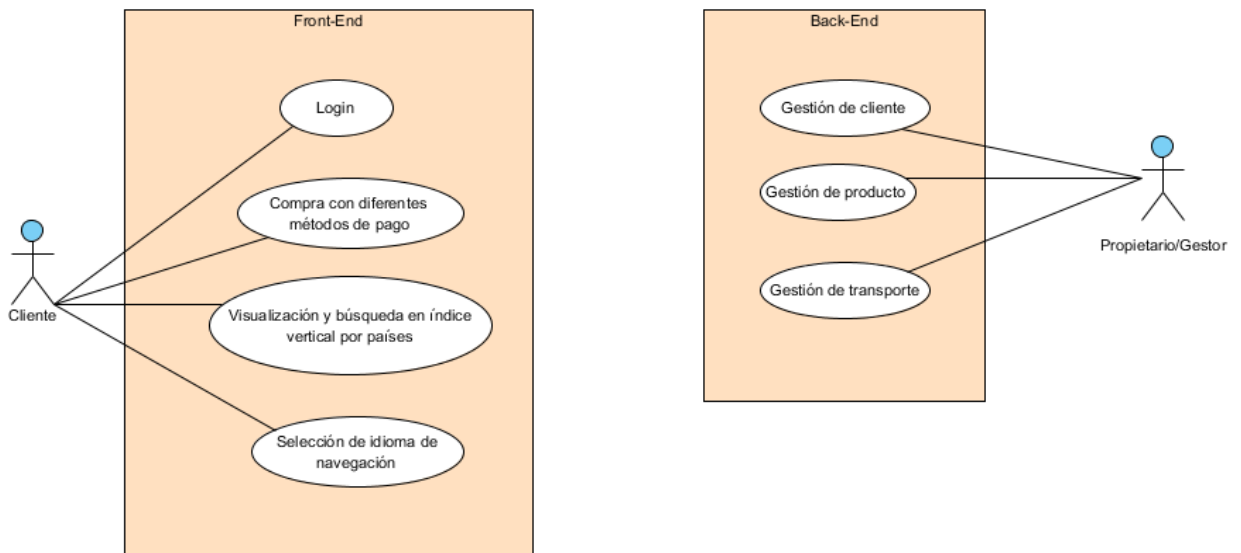 Front-End
Login
Compra con diferentes
métodos de pago
Visualización y búsqueda en índice
vertical por países
Selección de idioma de
navegación
Cliente
Back-End
Gestión de cliente
Gestión de producto
Gestión de transporte
Propietario/Gestor